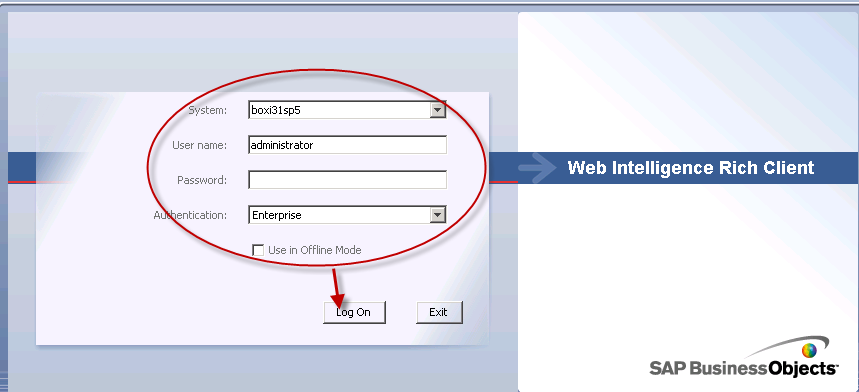 System: boxi31sp5
User name: administrator
Password:
Authentication: Enterprise
Use in Offline Mode
Log On Exit
Web Intelligence Rich Client
SAP BusinessObjects™